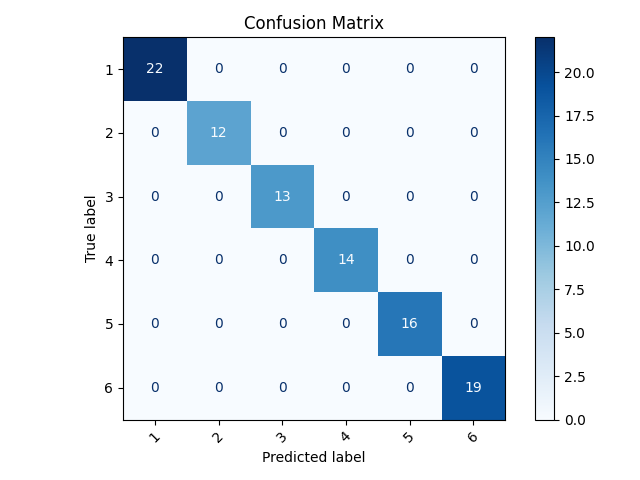 Confusion Matrix
1 22 0 0 0 0 0
2 0 12 0 0 0 0
3 0 0 13 0 0 0
4 0 0 0 14 0 0
5 0 0 0 0 16 0
6 0 0 0 0 0 19
True label
1 2 3 4 5 6
Predicted label
20.0
17.5
15.0
12.5
10.0
7.5
5.0
2.5
0.0